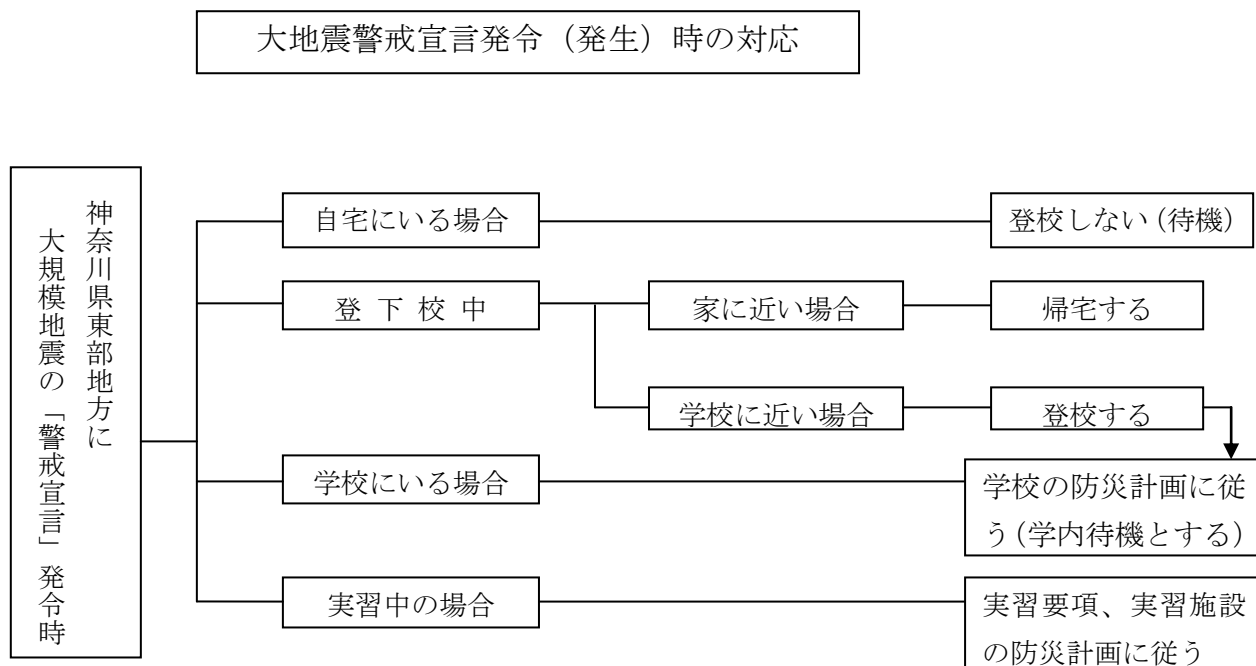 大地震警戒宣言発令（発生）時の対応
神奈川県東部地方に
大規模地震の「警戒宣言」発令時
自宅にいる場合
登校しない（待機）
登下校中
家に近い場合
帰宅する
学校に近い場合
登校する
学校にいる場合
学校の防災計画に従
う（学内待機とする）
実習中の場合
実習要項、実習施設
の防災計画に従う